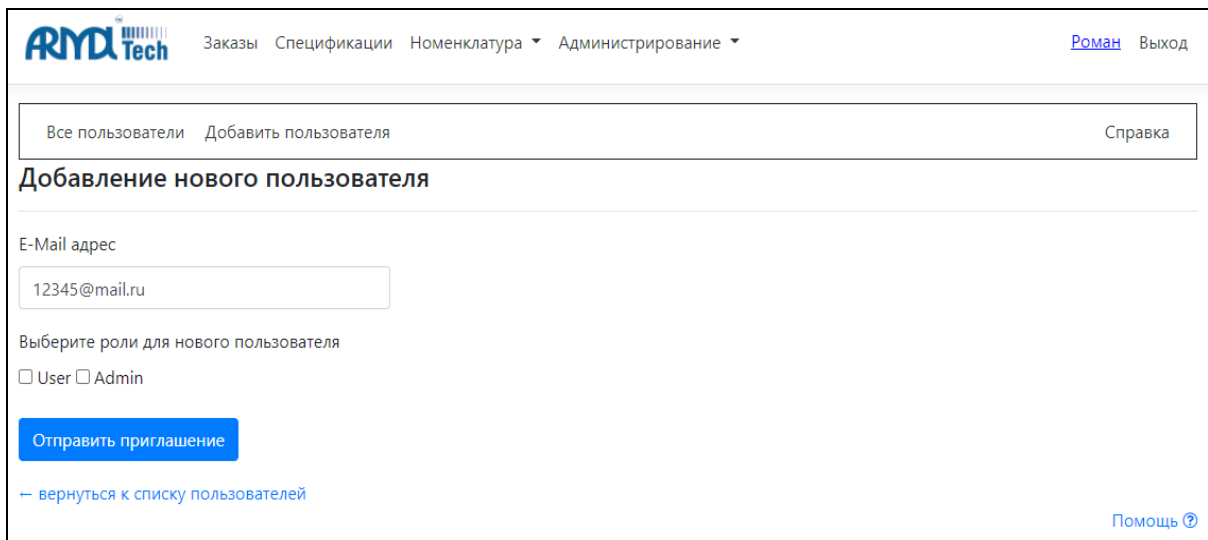 ARMA Tech Заказы Спецификации Номенклатура Администрирование Роман Выход
Все пользователи Добавить пользователя Справка
Добавление нового пользователя
E-Mail адрес
12345@mail.ru
Выберите роли для нового пользователя
User Admin
Отправить приглашение
← вернуться к списку пользователей
Помощь ?